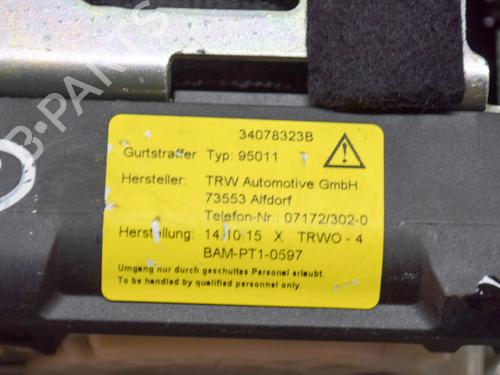 34078323B
Gurtstraffer Typ: 95011
Hersteller: TRW Automotive GmbH
73553 Alfdorf
Telefon-Nr.: 07172/302-0
Herstellung: 14.10.15 X TRWO - 4
BAM-PT1-0597
Umgang nur durch geschultes Personal erlaubt.
To be handled by qualified personnel only.
B-PARTS